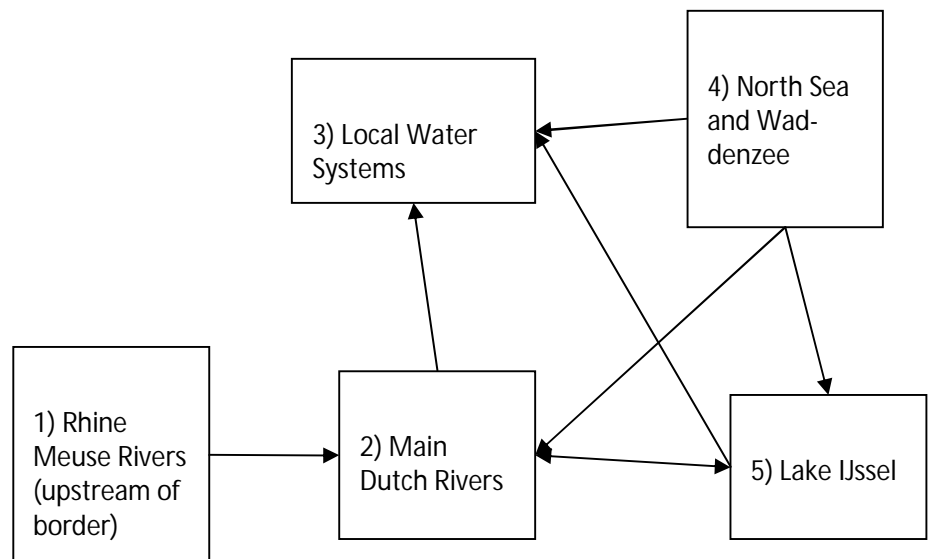 4) North Sea
and Wad-
denzee
3) Local Water
Systems
1) Rhine
Meuse Rivers
(upstream of
border)
2) Main
Dutch Rivers
5) Lake IJssel